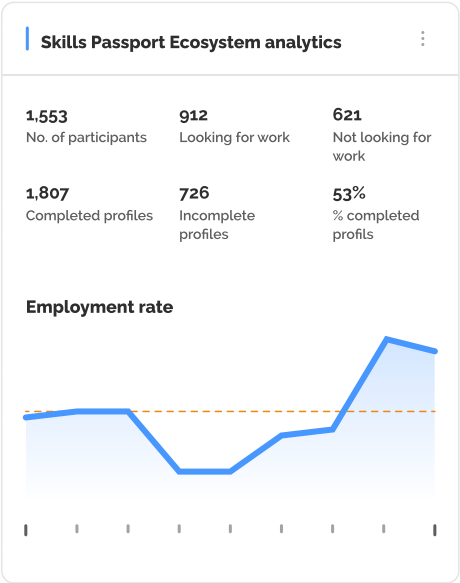 Skills Passport Ecosystem analytics
1,553
No. of participants
912
Looking for work
621
Not looking for
work
1,807
Completed profiles
726
Incomplete
profiles
53%
% completed
profils
Employment rate